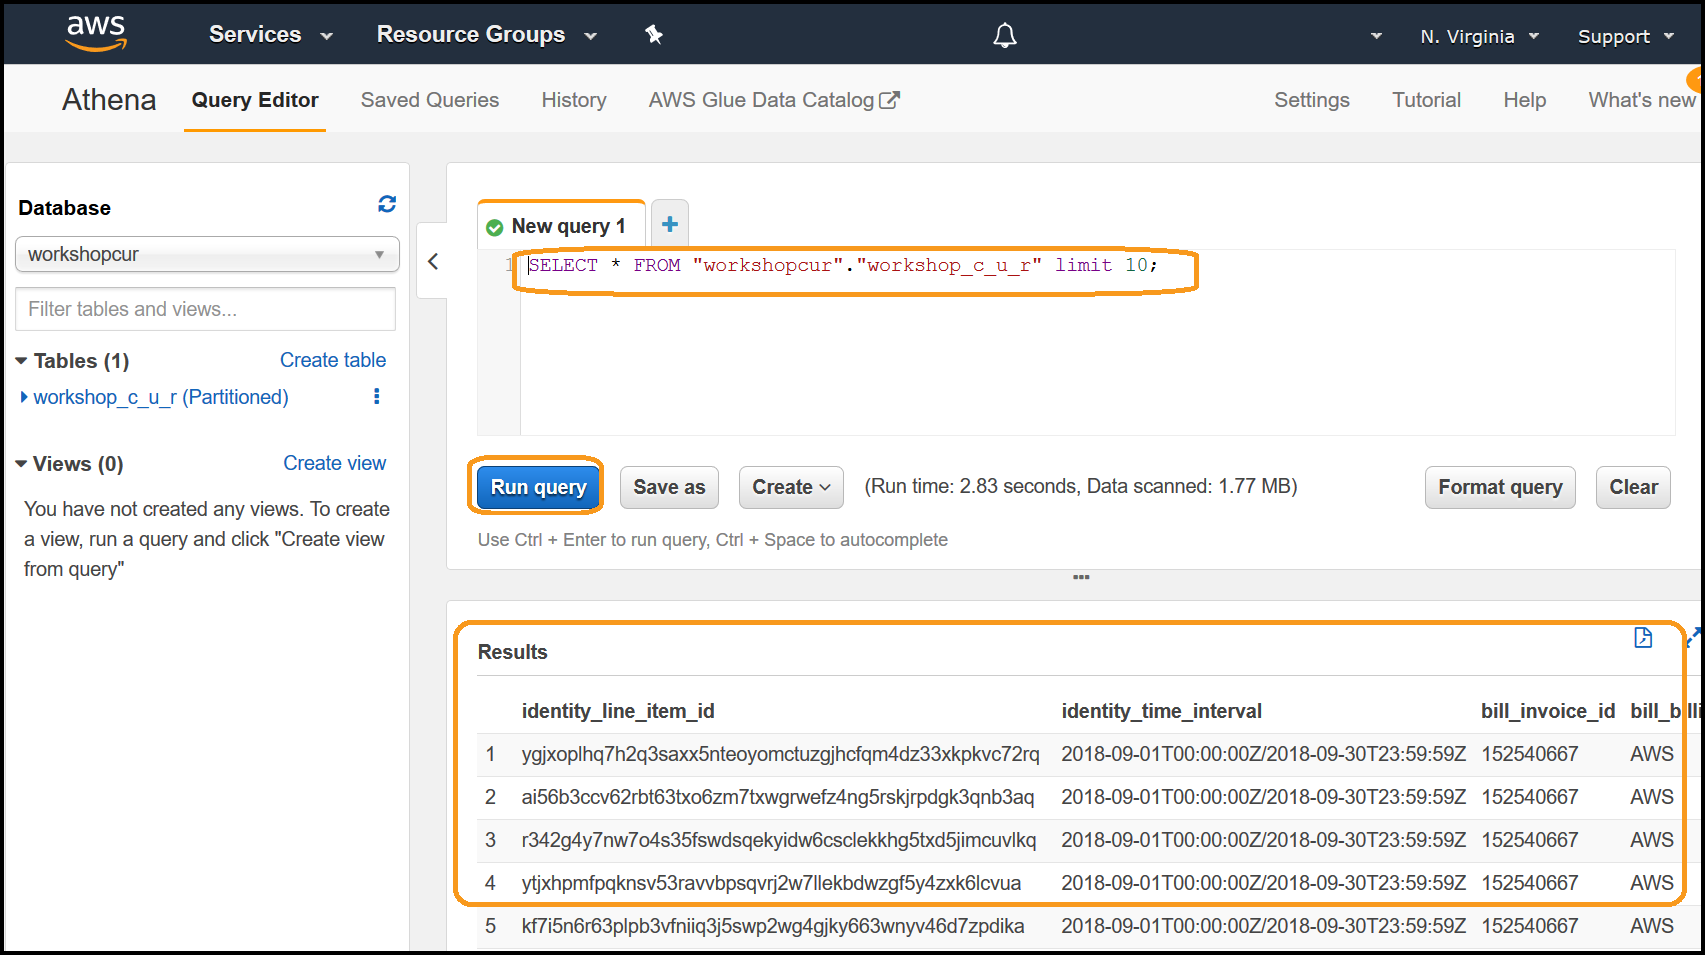 aws Services Resource Groups N. Virginia Support
Athena Query Editor Saved Queries History AWS Glue Data Catalog Settings Tutorial Help What's new
Database
workshopcur
Filter tables and views...
Tables (1) Create table
workshop_c_u_r (Partitioned)
Views (0) Create view
You have not created any views. To create
a view, run a query and click "Create view
from query"
New query 1 +
1 SELECT * FROM "workshopcur"."workshop_c_u_r" limit 10;
Run query Save as Create (Run time: 2.83 seconds, Data scanned: 1.77 MB) Format query Clear
Use Ctrl + Enter to run query, Ctrl + Space to autocomplete
Results
identity_line_item_id identity_time_interval bill_invoice_id bill_billi
1 ygjxoplhq7h2q3saxx5nteoyomctuzgjhcfqm4dz33xkpkvc72rq 2018-09-01T00:00:00Z/2018-09-30T23:59:59Z 152540667 AWS
2 ai56b3ccv62rbt63txo6zm7txwgrwefz4ng5rskjrpdgk3qnb3aq 2018-09-01T00:00:00Z/2018-09-30T23:59:59Z 152540667 AWS
3 r342g4y7nw7o4s35fswdsqekyidw6csclekkhg5txd5jimcuvlkq 2018-09-01T00:00:00Z/2018-09-30T23:59:59Z 152540667 AWS
4 ytjxhpmfpqknsv53ravvbpsqvrj2w7llekbdwzgf5y4zxk6lcvua 2018-09-01T00:00:00Z/2018-09-30T23:59:59Z 152540667 AWS
5 kf7i5n6r63plpb3vfniiq3j5swp2wg4gjky663wnyv46d7zpdika 2018-09-01T00:00:00Z/2018-09-30T23:59:59Z 152540667 AWS